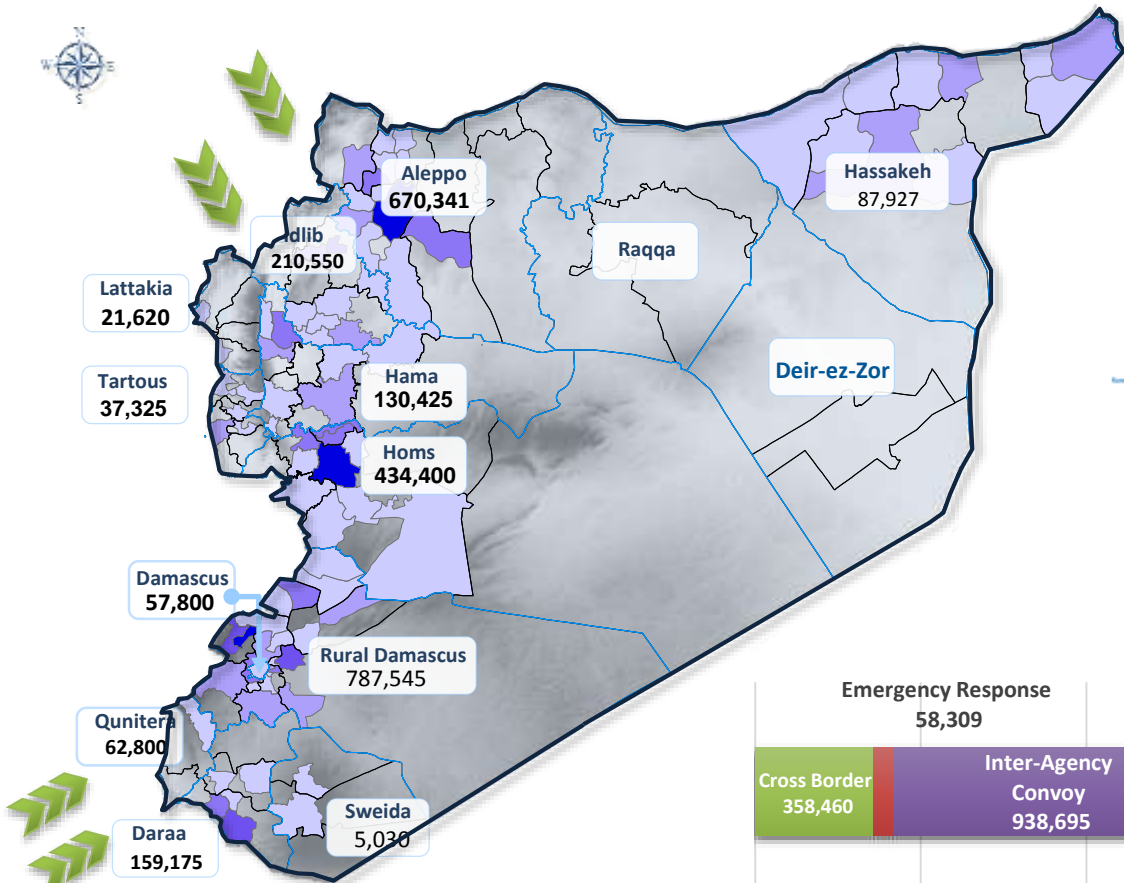 N
W E
S
Aleppo
670,341
Hassakeh
87,927
Idlib
210,550
Raqqa
Lattakia
21,620
Deir-ez-Zor
Tartous
37,325
Hama
130,425
Homs
434,400
Damascus
57,800
Rural Damascus
787,545
Qunitera
62,800
Sweida
5,030
Daraa
159,175
Emergency Response
58,309
Cross Border
358,460
Inter-Agency
Convoy
938,695